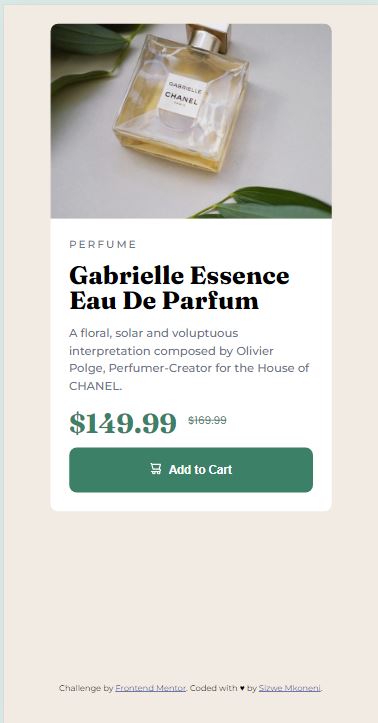 GABRIELLE
CHANEL
PARIS
PERFUME
Gabrielle Essence
Eau De Parfum
A floral, solar and voluptuous
interpretation composed by Olivier
Polge, Perfumer-Creator for the House of
CHANEL.
$149.99 $169.99
Add to Cart
Challenge by Frontend Mentor. Coded with ♥ by Sizwe Mkoneni.